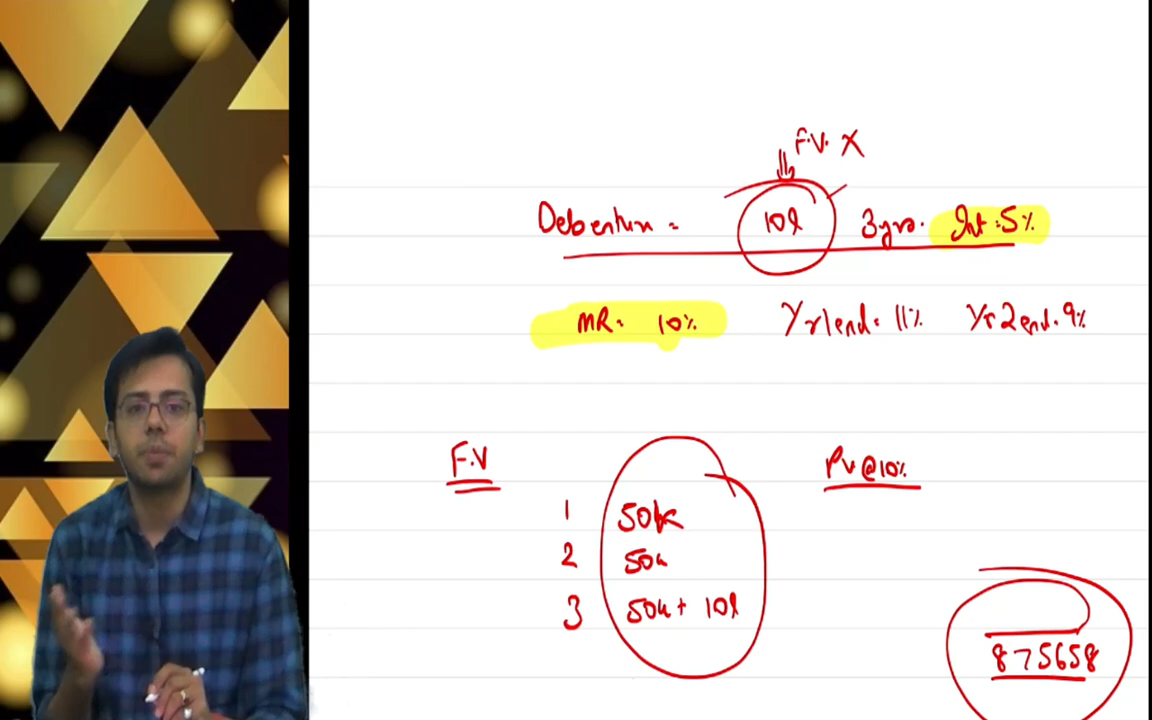 F.V. X
Debenture = 10l 3yrs. Int = 5%
MR = 10% Yr1end = 11% Yr2end. 9%
F.V PV @10%
1 50k
2 50k
3 50k + 10l
875658